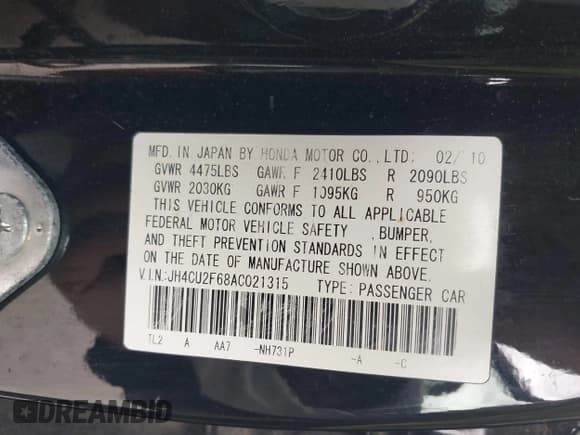 MFD. IN JAPAN BY HONDA MOTOR CO., LTD. 02/10
GVWR 4475LBS GAWR F 2410LBS R 2090LBS
GVWR 2030KG GAWR F 1095KG R 950KG
THIS VEHICLE CONFORMS TO ALL APPLICABLE
FEDERAL MOTOR VEHICLE SAFETY , BUMPER,
AND THEFT PREVENTION STANDARDS IN EFFECT
ON THE DATE OF MANUFACTURE SHOWN ABOVE.
V.I.N.:JH4CU2F68AC021315 TYPE: PASSENGER CAR
TL2 A AA7 -NH731P -A -C
DREAMBID